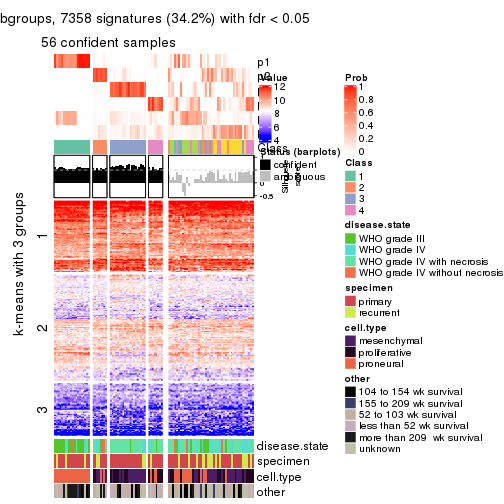 bgroups, 7358 signatures (34.2%) with fdr < 0.05
56 confident samples
p1
Value
12
10
8
6
4
Prob
1
0.8
0.6
0.4
0.2
0
Class
Status (barplots)
confident
ambiguous
0
-0.5
Class
1
2
3
4
disease.state
WHO grade III
WHO grade IV
WHO grade IV with necrosis
WHO grade IV without necrosis
specimen
primary
recurrent
cell.type
mesenchymal
proliferative
proneural
other
104 to 154 wk survival
155 to 209 wk survival
52 to 103 wk survival
less than 52 wk survival
more than 209  wk survival
unknown
k-means with 3 groups
1
2
3
disease.state
specimen
cell.type
other